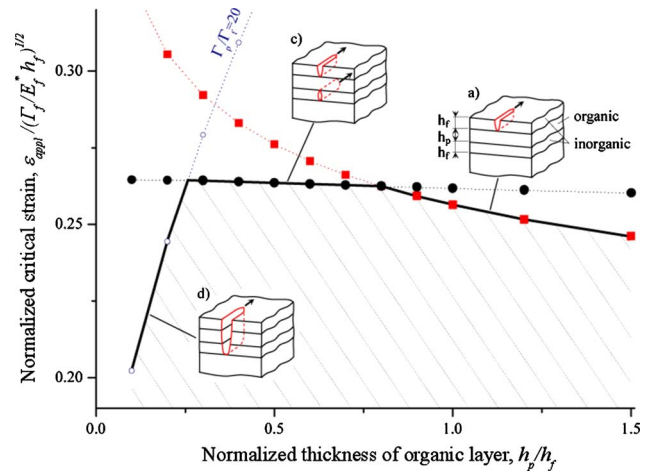 Γp/Γf=20
c)
a)
hf
hp
hf
organic
inorganic
0.30
0.25
0.20
d)
0.0
0.5
1.0
1.5
Normalized critical strain, εappl/(Γf/E*f hf)1/2
Normalized thickness of organic layer, hp/hf